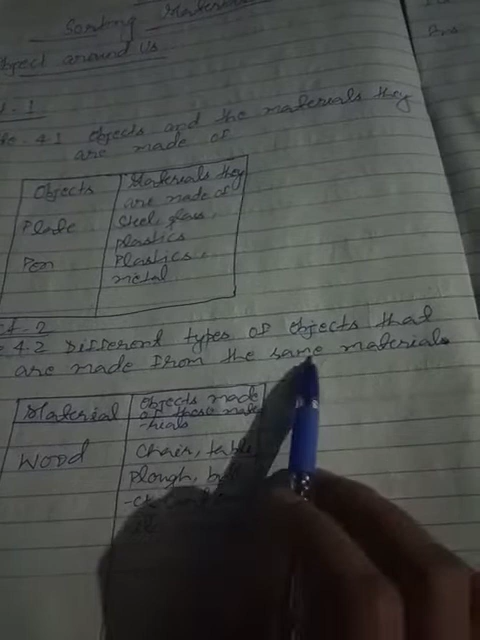 Sorting Materials
Object around Us
4.1 Objects and the materials they
are made of
Objects
Materials they
are made of
Plate
Steel, glass,
plastics
Pen
Plastics,
metal
4.2 Different types of objects that
are made from the same material.
Material
Objects made
of these mate
-rials
Wood
Chair, table
Plough,